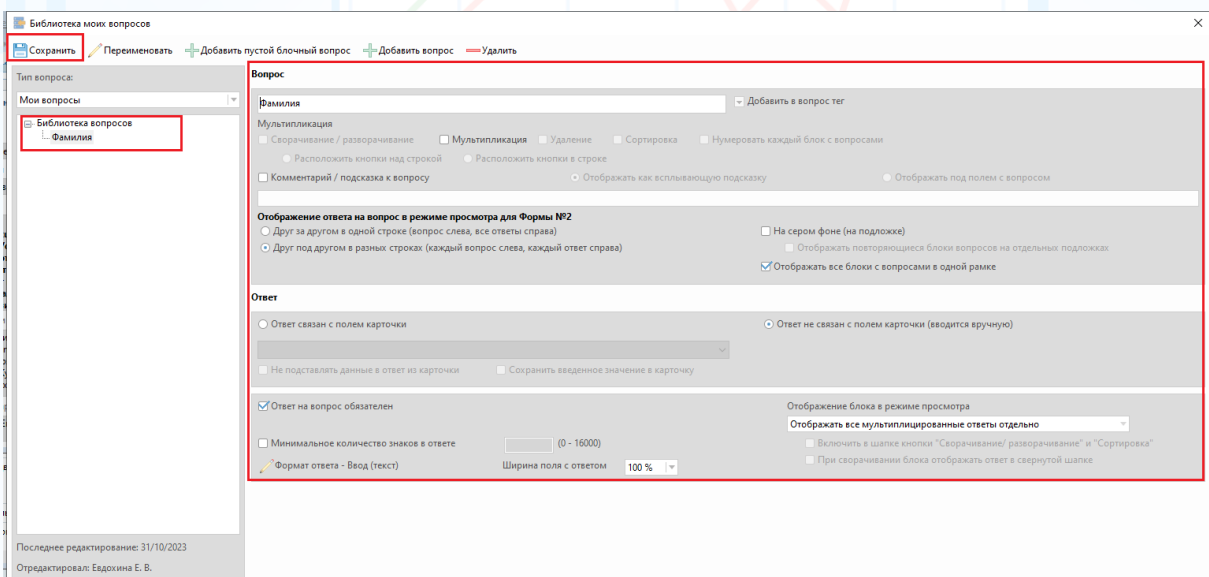 Библиотека моих вопросов
Сохранить Переименовать Добавить пустой блочный вопрос Добавить вопрос Удалить
Тип вопроса:
Мои вопросы
Библиотека вопросов
Фамилия
Вопрос
Фамилия Добавить в вопрос тег
Мультипликация
Сворачивание / разворачивание Мультипликация Удаление Сортировка Нумеровать каждый блок с вопросами
Расположить кнопки над строкой Расположить кнопки в строке
Комментарий / подсказка к вопросу Отображать как всплывающую подсказку Отображать под полем с вопросом
Отображение ответа на вопрос в режиме просмотра для Формы №2
Друг за другом в одной строке (вопрос слева, все ответы справа) На сером фоне (на подложке)
Друг под другом в разных строках (каждый вопрос слева, каждый ответ справа) Отображать повторяющиеся блоки вопросов на отдельных подложках
Отображать все блоки с вопросами в одной рамке
Ответ
Ответ связан с полем карточки Ответ не связан с полем карточки (вводится вручную)
Не подставлять данные в ответ из карточки Сохранить введенное значение в карточку
Ответ на вопрос обязателен Отображение блока в режиме просмотра
Отображать все мультиплицированные ответы отдельно
Минимальное количество знаков в ответе (0 - 16000) Включить в шапке кнопки "Сворачивание/ разворачивание" и "Сортировка"
Формат ответа - Ввод (текст) Ширина поля с ответом 100 % При сворачивании блока отображать ответ в свернутой шапке
Последнее редактирование: 31/10/2023
Отредактировал: Евдохина Е. В.